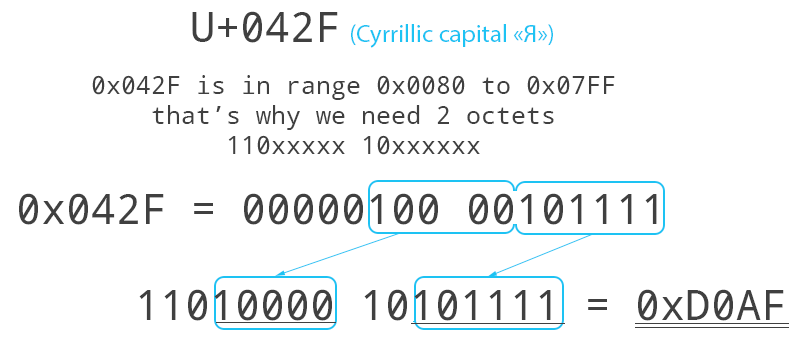 U+042F (Cyrrillic capital «Я»)
0x042F is in range 0x0080 to 0x07FF
that’s why we need 2 octets
110xxxxx 10xxxxxx
0x042F = 00000100 00101111
11010000 10101111 = 0xD0AF